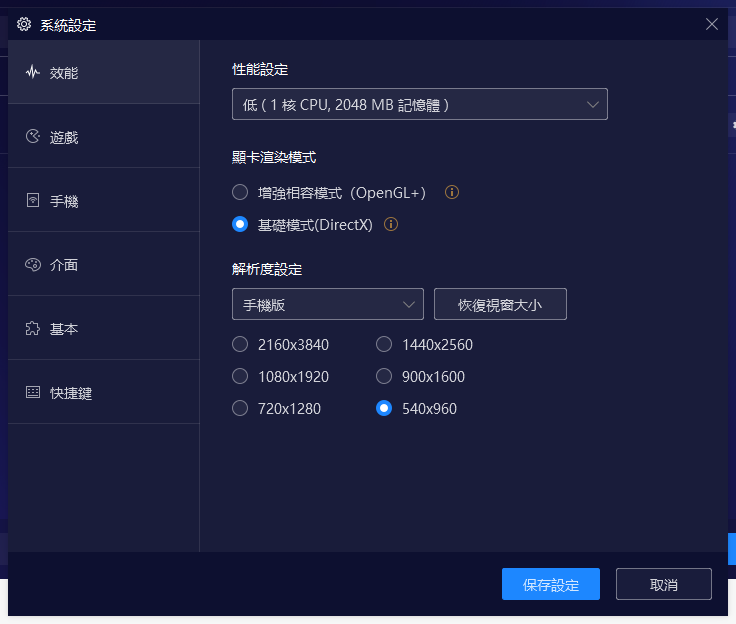 系統設定
效能
遊戲
手機
介面
基本
快捷鍵
性能設定
低 ( 1 核 CPU, 2048 MB 記憶體 )
顯卡渲染模式
增強相容模式（OpenGL+）
基礎模式(DirectX)
解析度設定
手機版
恢復視窗大小
2160x3840 1440x2560
1080x1920 900x1600
720x1280 540x960
保存設定 取消